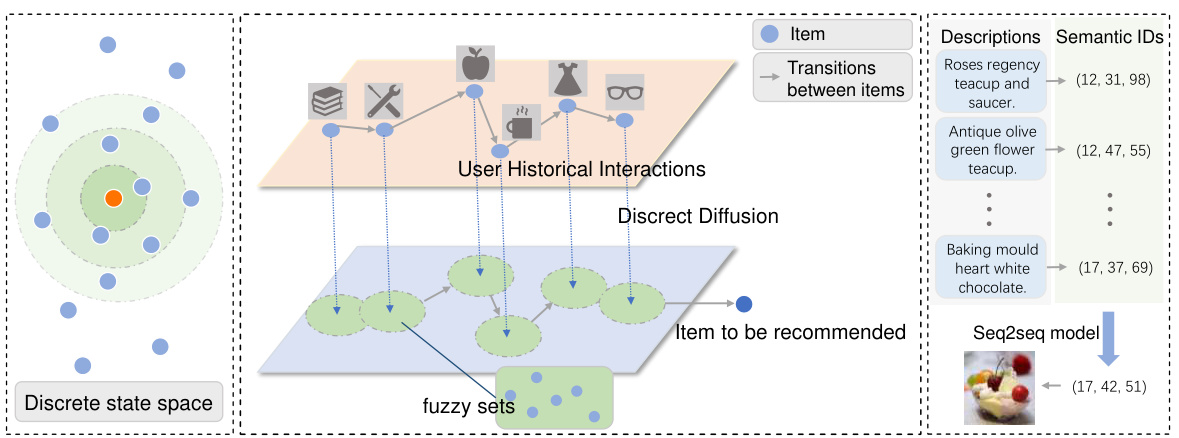 Discrete state space
Item
Transitions
between items
User Historical Interactions
Discrect Diffusion
Item to be recommended
fuzzy sets
Descriptions
Semantic IDs
Roses regency
teacup and
saucer.
(12, 31, 98)
Antique olive
green flower
teacup.
(12, 47, 55)
Baking mould
heart white
chocolate.
(17, 37, 69)
Seq2seq model
(17, 42, 51)